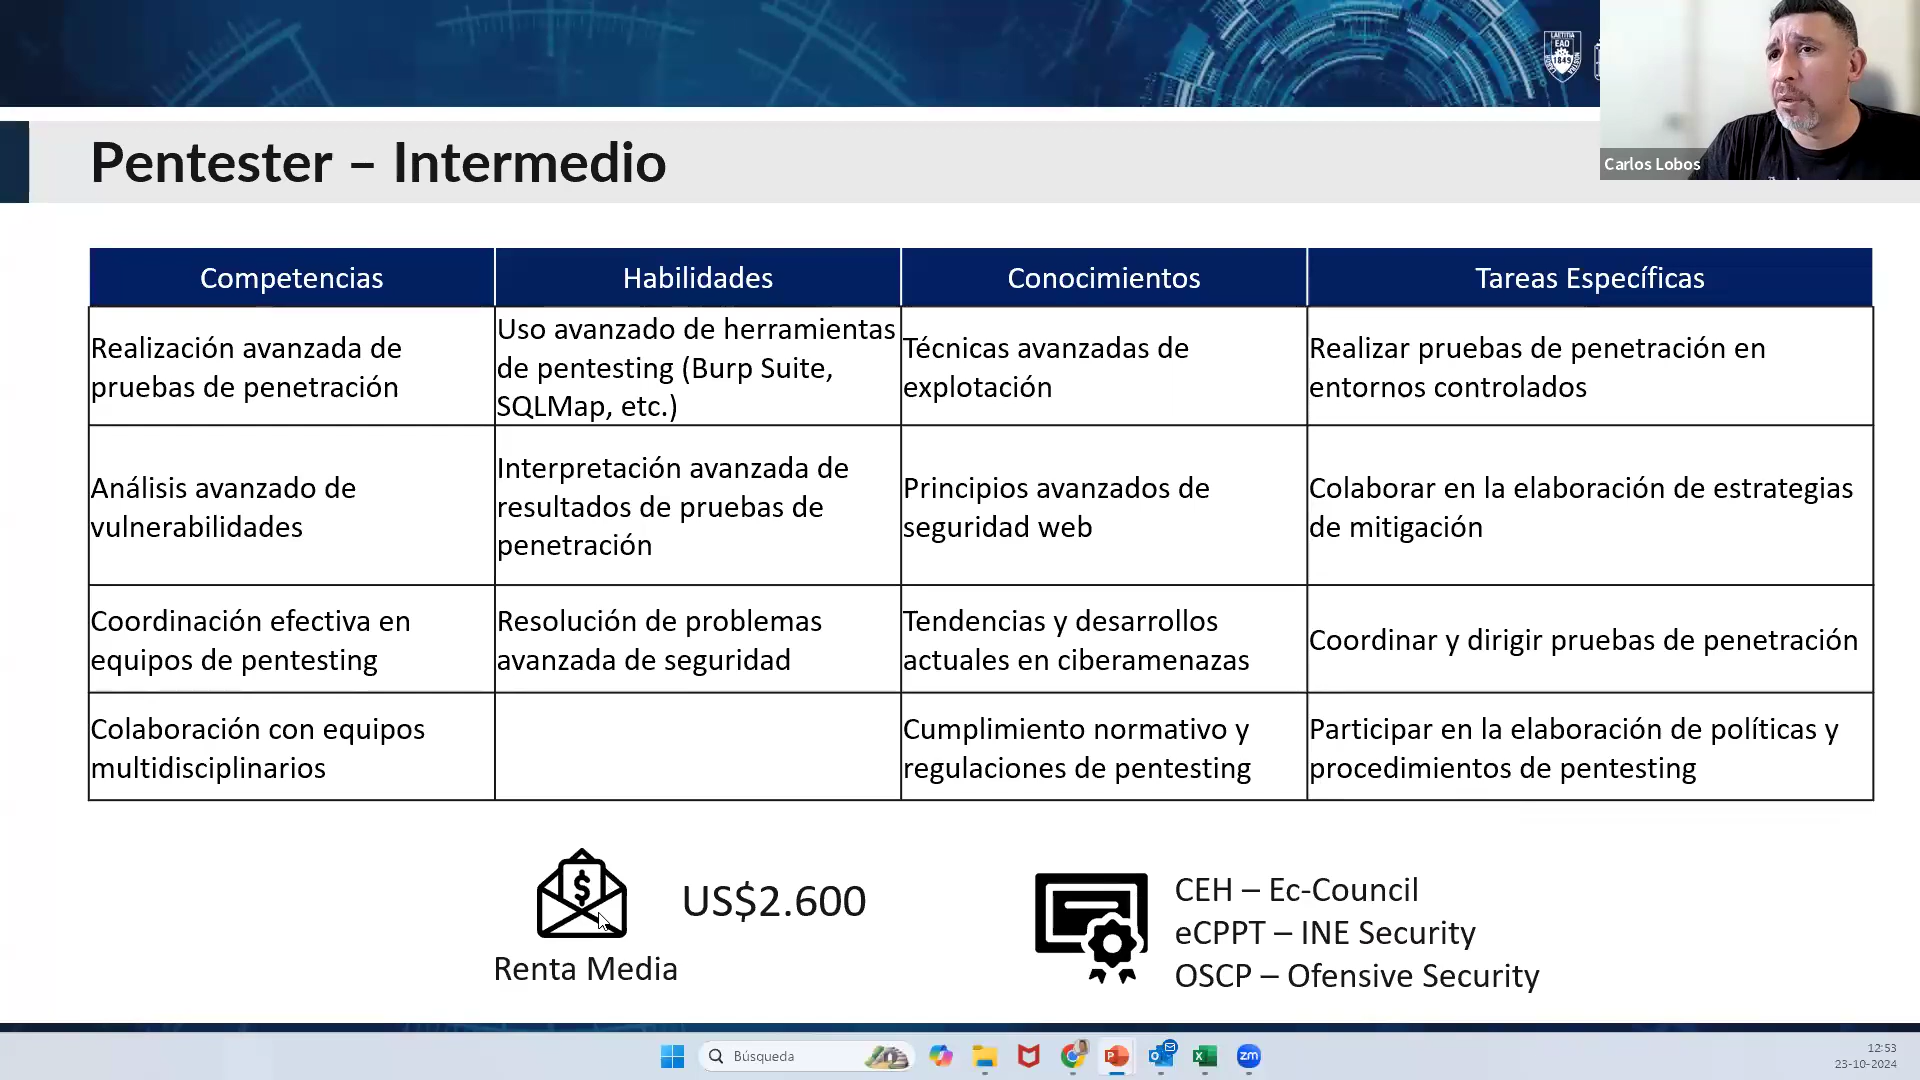 LAETITIA
EAD
1849
Carlos Lobos
Pentester – Intermedio
Competencias
Habilidades
Conocimientos
Tareas Específicas
Realización avanzada de
pruebas de penetración
Uso avanzado de herramientas
de pentesting (Burp Suite,
SQLMap, etc.)
Técnicas avanzadas de
explotación
Realizar pruebas de penetración en
entornos controlados
Análisis avanzado de
vulnerabilidades
Interpretación avanzada de
resultados de pruebas de
penetración
Principios avanzados de
seguridad web
Colaborar en la elaboración de estrategias
de mitigación
Coordinación efectiva en
equipos de pentesting
Resolución de problemas
avanzada de seguridad
Tendencias y desarrollos
actuales en ciberamenazas
Coordinar y dirigir pruebas de penetración
Colaboración con equipos
multidisciplinarios
Cumplimiento normativo y
regulaciones de pentesting
Participar en la elaboración de políticas y
procedimientos de pentesting
US$2.600
Renta Media
CEH – Ec-Council
eCPPT – INE Security
OSCP – Ofensive Security
Búsqueda
zm
12:53
23-10-2024